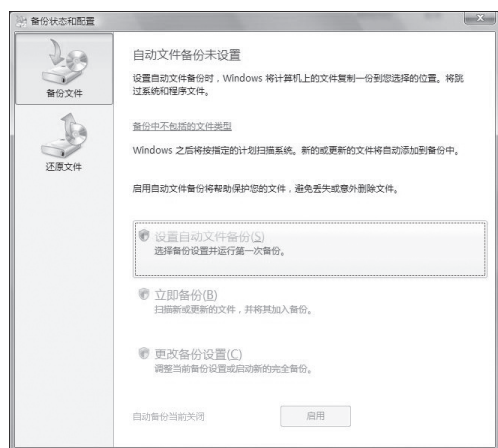 备份状态和配置
备份文件
还原文件
自动文件备份未设置
设置自动文件备份时，Windows 将计算机上的文件复制一份到您选择的位置。将跳
过系统和程序文件。
备份中不包括的文件类型
Windows 之后将按指定的计划扫描系统。新的或更新的文件将自动添加到备份中。
启用自动文件备份将帮助保护您的文件，避免丢失或意外删除文件。
设置自动文件备份(S)
选择备份设置并运行第一次备份。
立即备份(B)
扫描新或更新的文件，并将其加入备份。
更改备份设置(C)
调整当前备份设置或启动新的完全备份。
自动备份当前关闭
启用